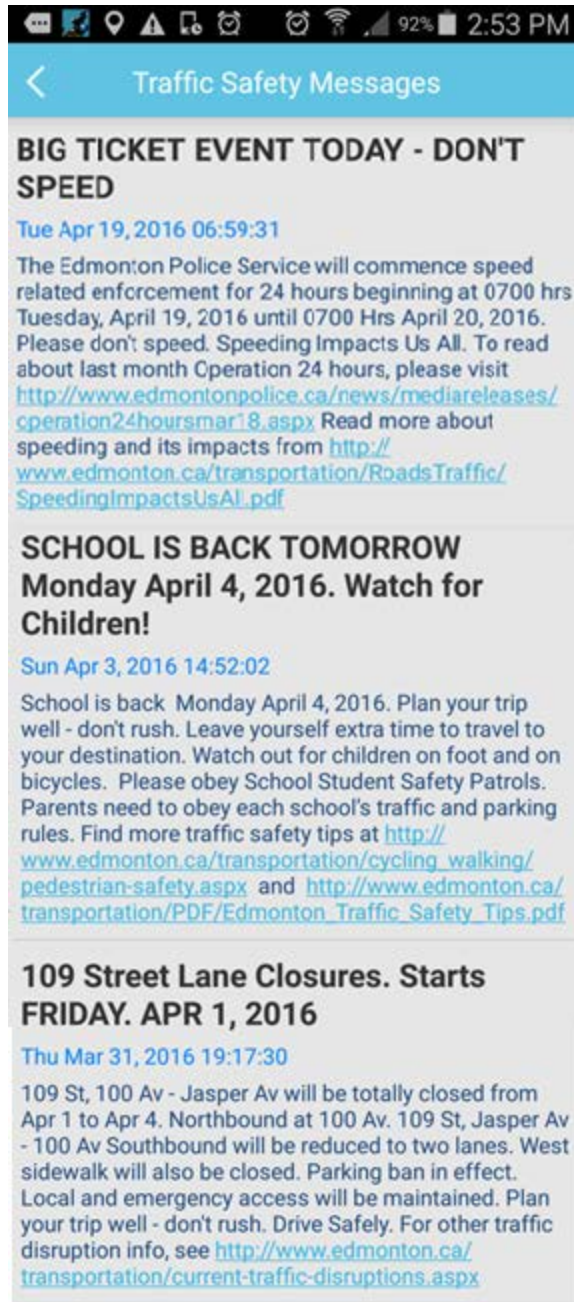 92% 2:53 PM
Traffic Safety Messages
BIG TICKET EVENT TODAY - DON'T
SPEED
Tue Apr 19, 2016 06:59:31
The Edmonton Police Service will commence speed
related enforcement for 24 hours beginning at 0700 hrs
Tuesday, April 19, 2016 until 0700 Hrs April 20, 2016.
Please don't speed. Speeding Impacts Us All. To read
about last month Operation 24 hours, please visit
http://www.edmontonpolice.ca/news/mediareleases/
operation24hoursmar18.aspx Read more about
speeding and its impacts from http://
www.edmonton.ca/transportation/RoadsTraffic/
SpeedingImpactsUsAll.pdf
SCHOOL IS BACK TOMORROW
Monday April 4, 2016. Watch for
Children!
Sun Apr 3, 2016 14:52:02
School is back Monday April 4, 2016. Plan your trip
well - don't rush. Leave yourself extra time to travel to
your destination. Watch out for children on foot and on
bicycles. Please obey School Student Safety Patrols.
Parents need to obey each school's traffic and parking
rules. Find more traffic safety tips at http://
www.edmonton.ca/transportation/cycling_walking/
pedestrian-safety.aspx and http://www.edmonton.ca/
transportation/PDF/Edmonton_Traffic_Safety_Tips.pdf
109 Street Lane Closures. Starts
FRIDAY. APR 1, 2016
Thu Mar 31, 2016 19:17:30
109 St, 100 Av - Jasper Av will be totally closed from
Apr 1 to Apr 4. Northbound at 100 Av. 109 St, Jasper Av
- 100 Av Southbound will be reduced to two lanes. West
sidewalk will also be closed. Parking ban in effect.
Local and emergency access will be maintained. Plan
your trip well - don't rush. Drive Safely. For other traffic
disruption info, see http://www.edmonton.ca/
transportation/current-traffic-disruptions.aspx